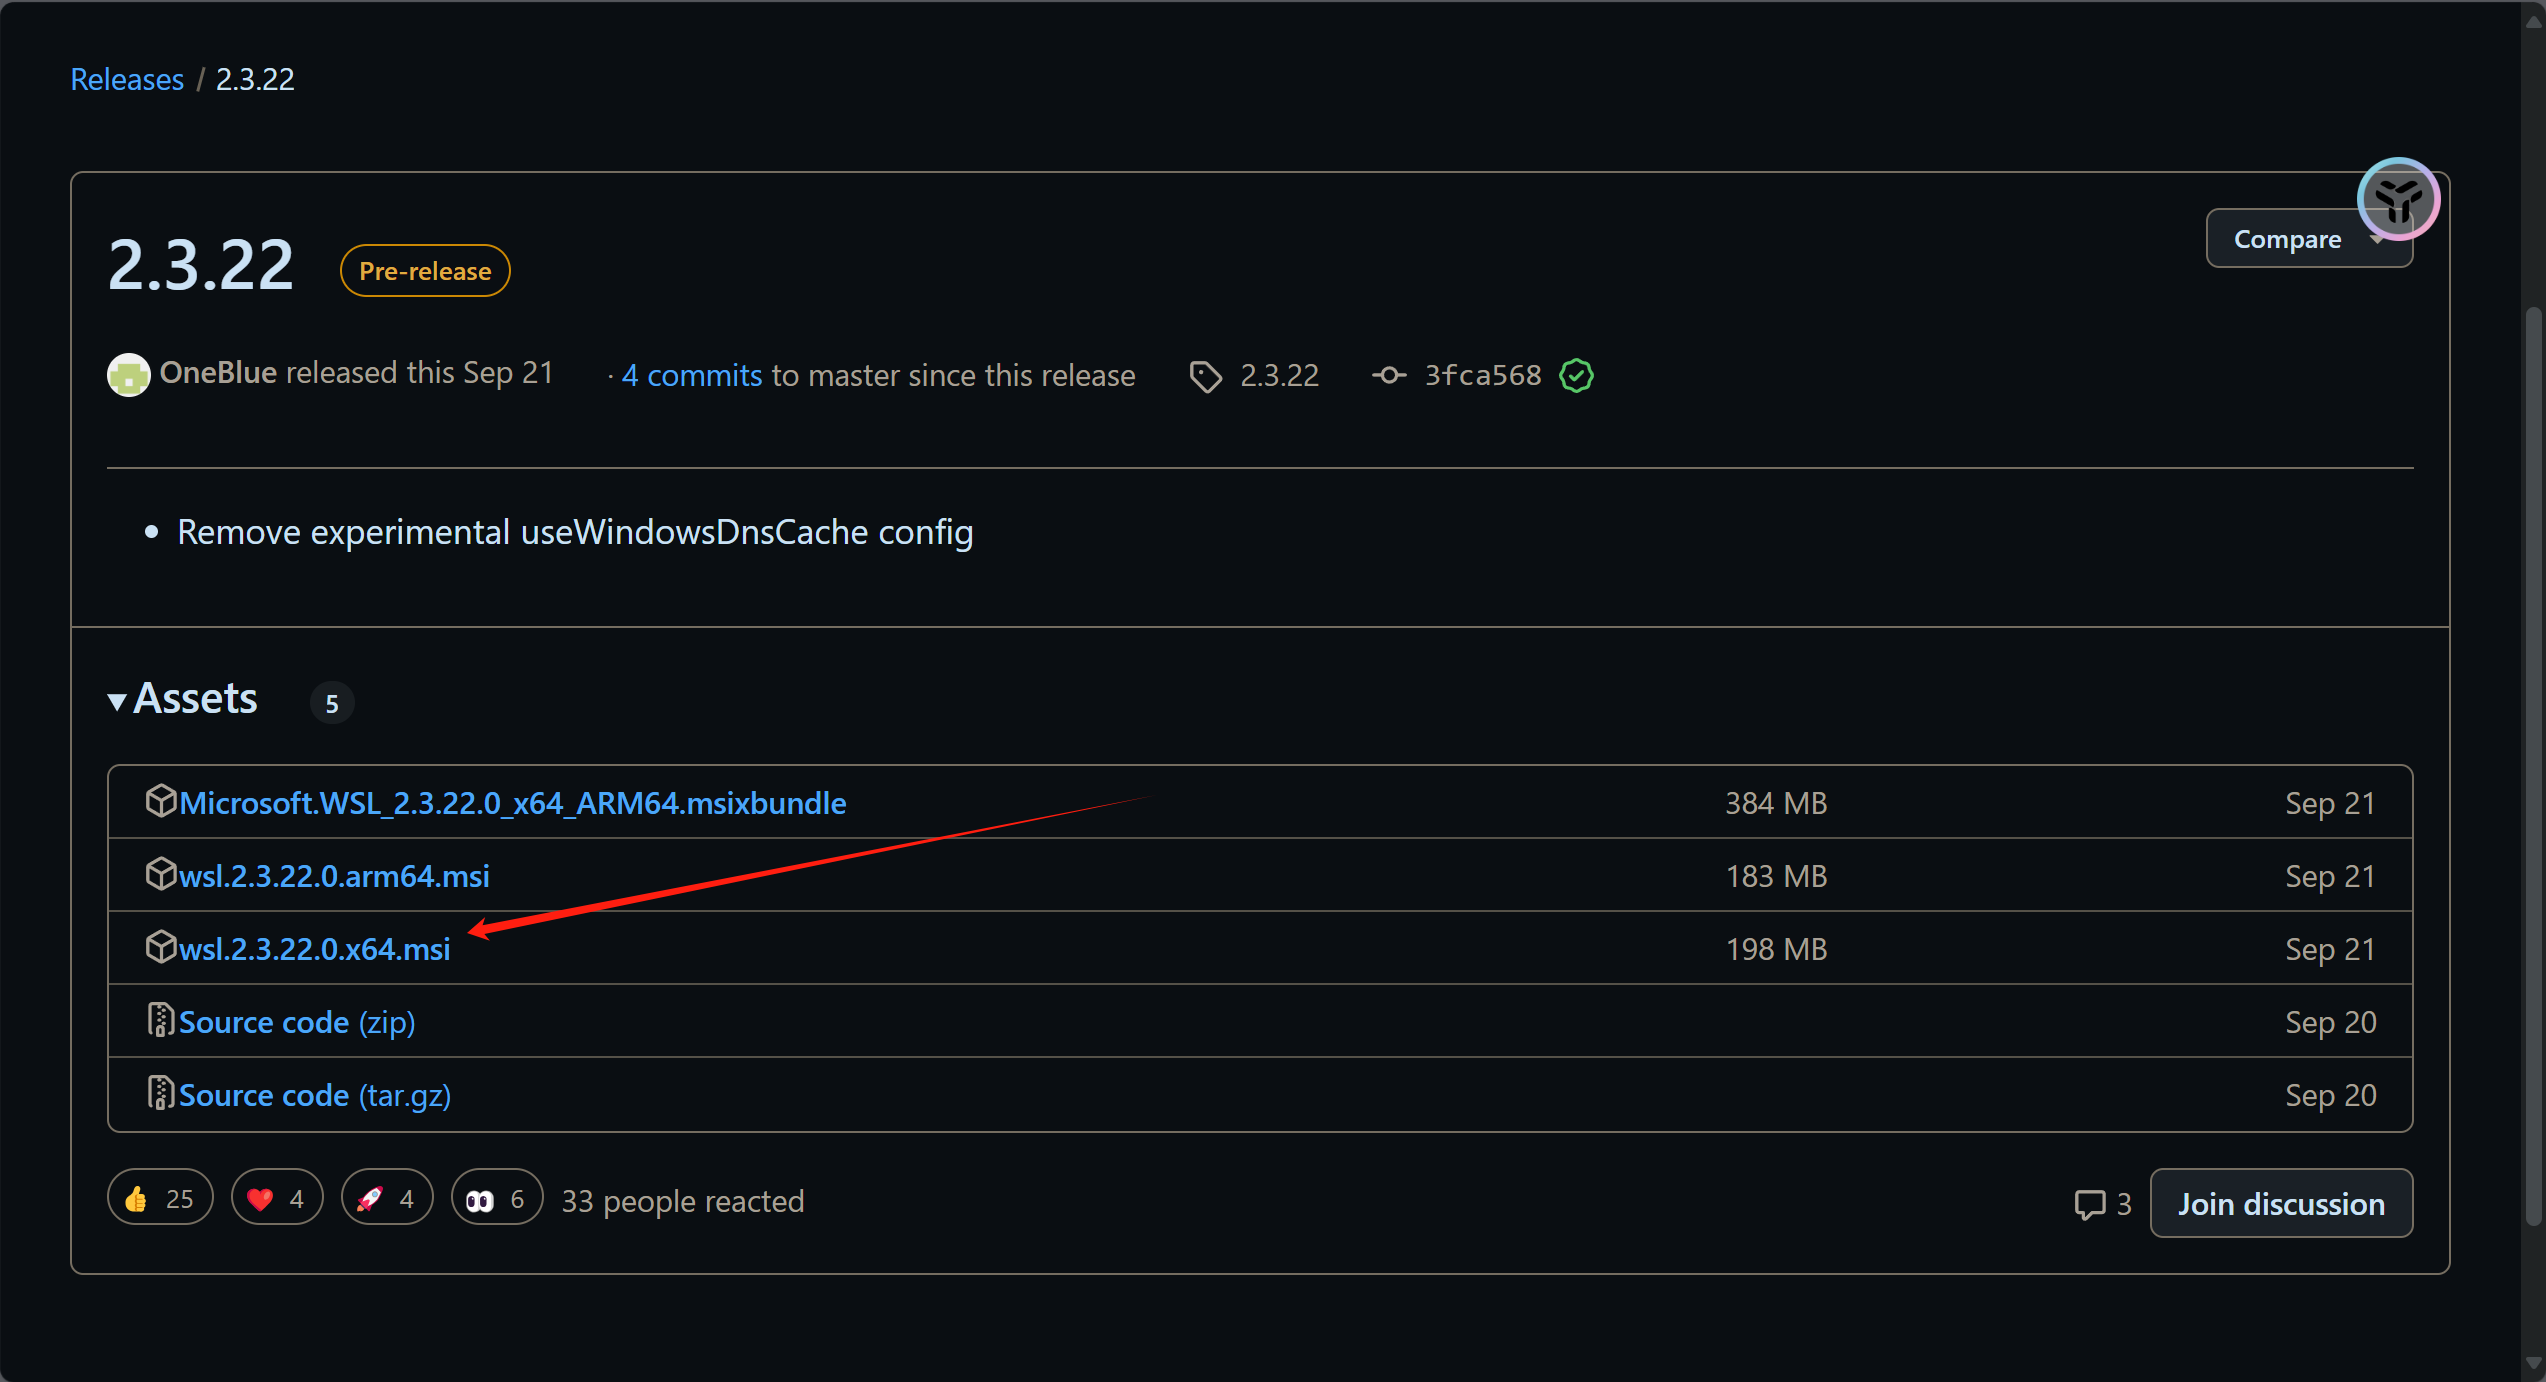 Releases / 2.3.22
2.3.22 Pre-release Compare
OneBlue released this Sep 21 · 4 commits to master since this release 2.3.22 3fca568
• Remove experimental useWindowsDnsCache config
Assets 5
Microsoft.WSL_2.3.22.0_x64_ARM64.msixbundle 384 MB Sep 21
wsl.2.3.22.0.arm64.msi 183 MB Sep 21
wsl.2.3.22.0.x64.msi 198 MB Sep 21
Source code (zip) Sep 20
Source code (tar.gz) Sep 20
👍 25 ❤️ 4 🚀 4 👀 6 33 people reacted 3 Join discussion